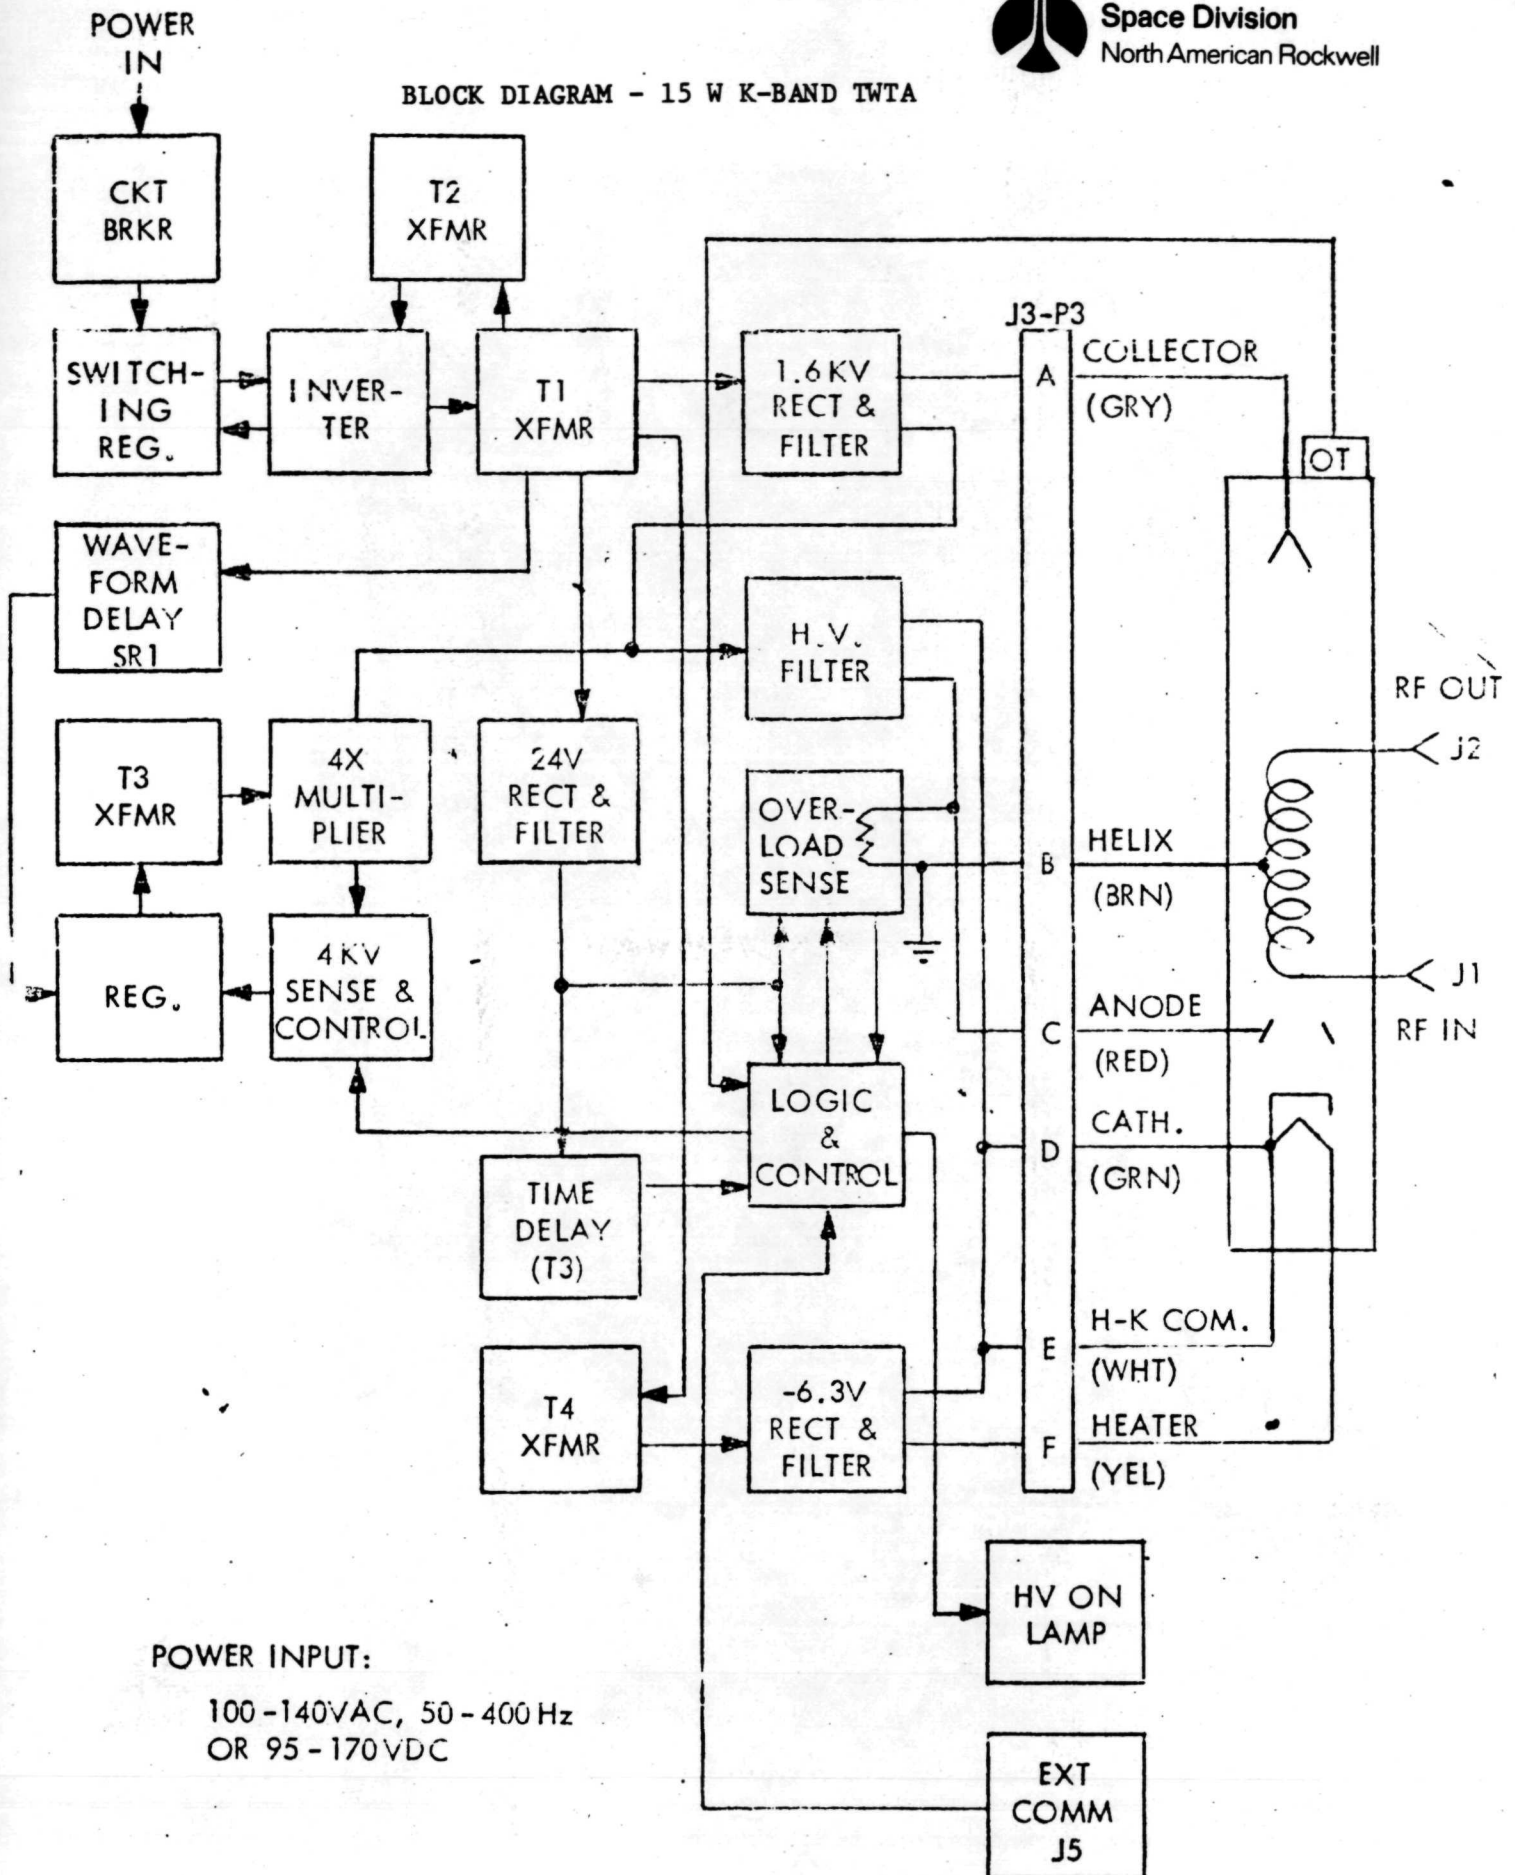 POWER
IN
Space Division
North American Rockwell
BLOCK DIAGRAM - 15 W K-BAND TWTA
CKT
BRKR
T2
XFMR
SWITCH-
ING
REG.
INVER-
TER
T1
XFMR
1.6KV
RECT &
FILTER
J3-P3
A
COLLECTOR
(GRY)
OT
WAVE-
FORM
DELAY
SR1
H.V.
FILTER
RF OUT
J2
T3
XFMR
4X
MULTI-
PLIER
24V
RECT &
FILTER
OVER-
LOAD
SENSE
B
HELIX
(BRN)
J1
RF IN
REG.
4KV
SENSE &
CONTROL
C
ANODE
(RED)
LOGIC
&
CONTROL
D
CATH.
(GRN)
TIME
DELAY
(T3)
E
H-K COM.
(WHT)
T4
XFMR
-6.3V
RECT &
FILTER
F
HEATER
(YEL)
HV ON
LAMP
POWER INPUT:
100-140VAC, 50-400Hz
OR 95-170VDC
EXT
COMM
J5